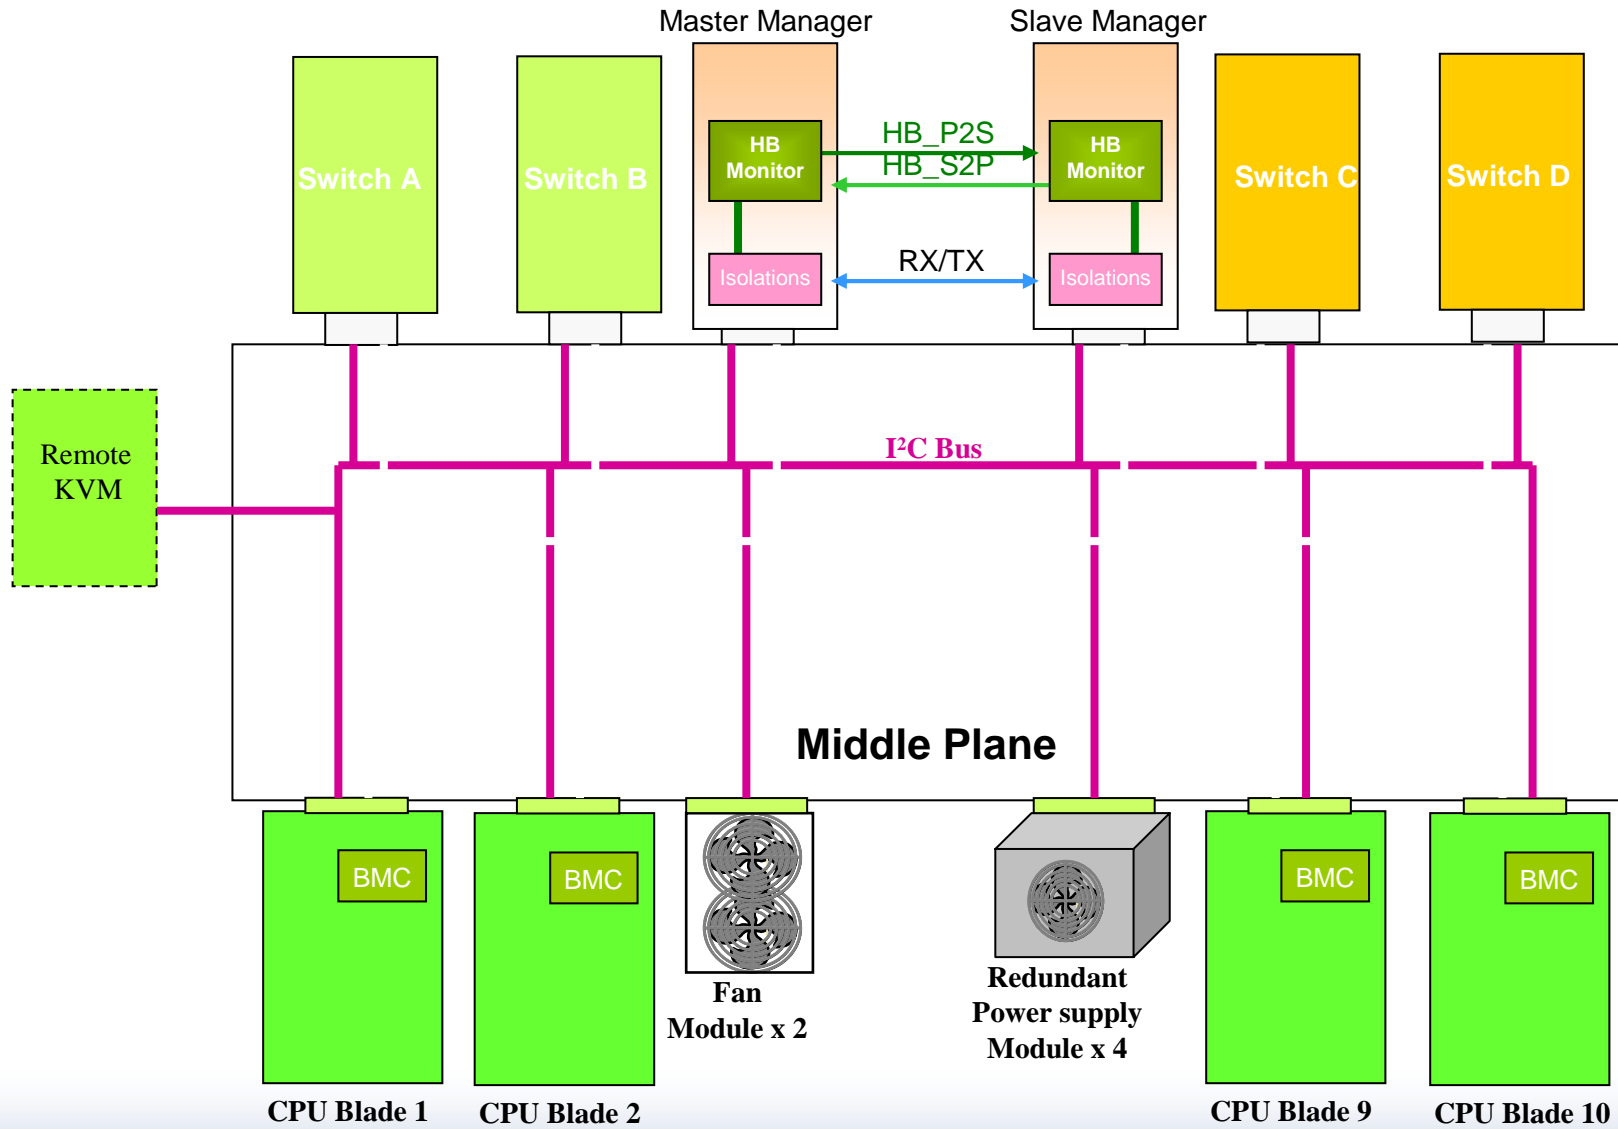 Master Manager
Slave Manager
Switch A
Switch B
HB
Monitor
HB_P2S
HB_S2P
HB
Monitor
Switch C
Switch D
Isolations
RX/TX
Isolations
Remote
KVM
I²C Bus
Middle Plane
BMC
BMC
BMC
BMC
Fan
Module x 2
Redundant
Power supply
Module x 4
CPU Blade 1
CPU Blade 2
CPU Blade 9
CPU Blade 10